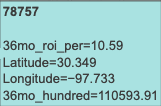 78757
36mo_roi_per=10.59
Latitude=30.349
Longitude=−97.733
36mo_hundred=110593.91